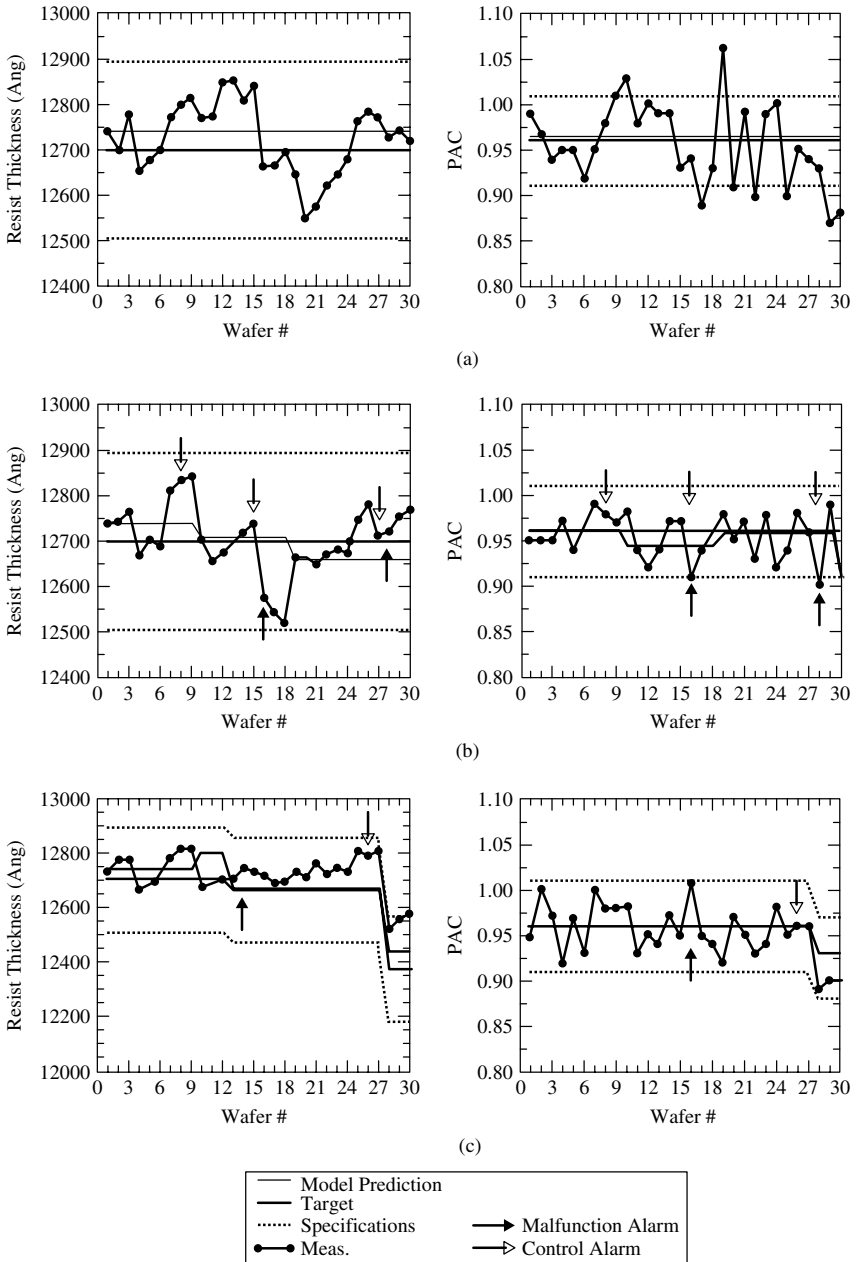 13000
12900
12800
12700
12600
12500
12400
Resist Thickness (Ang)
0 3 6 9 12 15 18 21 24 27 30
Wafer #
1.10
1.05
1.00
0.95
0.90
0.85
0.80
PAC
0 3 6 9 12 15 18 21 24 27 30
Wafer #
(a)
13000
12900
12800
12700
12600
12500
12400
Resist Thickness (Ang)
0 3 6 9 12 15 18 21 24 27 30
Wafer #
1.10
1.05
1.00
0.95
0.90
0.85
0.80
PAC
0 3 6 9 12 15 18 21 24 27 30
Wafer #
(b)
13000
12800
12600
12400
12200
12000
Resist Thickness (Ang)
0 3 6 9 12 15 18 21 24 27 30
Wafer #
1.10
1.05
1.00
0.95
0.90
0.85
0.80
PAC
0 3 6 9 12 15 18 21 24 27 30
Wafer #
(c)
Model Prediction
Target
Specifications
Meas.
Malfunction Alarm
Control Alarm